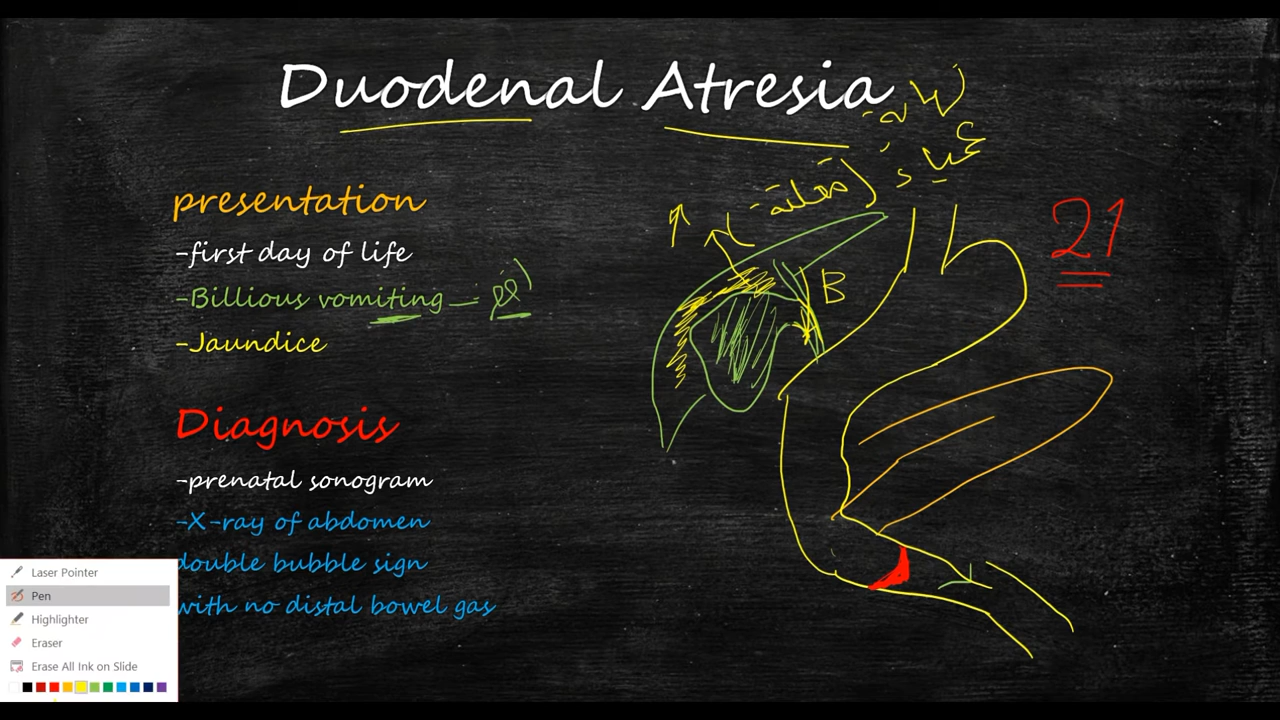 Duodenal Atresia
presentation
-first day of life
-Billious vomiting
-Jaundice
Diagnosis
-prenatal sonogram
-X-ray of abdomen
double bubble sign
with no distal bowel gas
B
21
Laser Pointer
Pen
Highlighter
Eraser
Erase All Ink on Slide